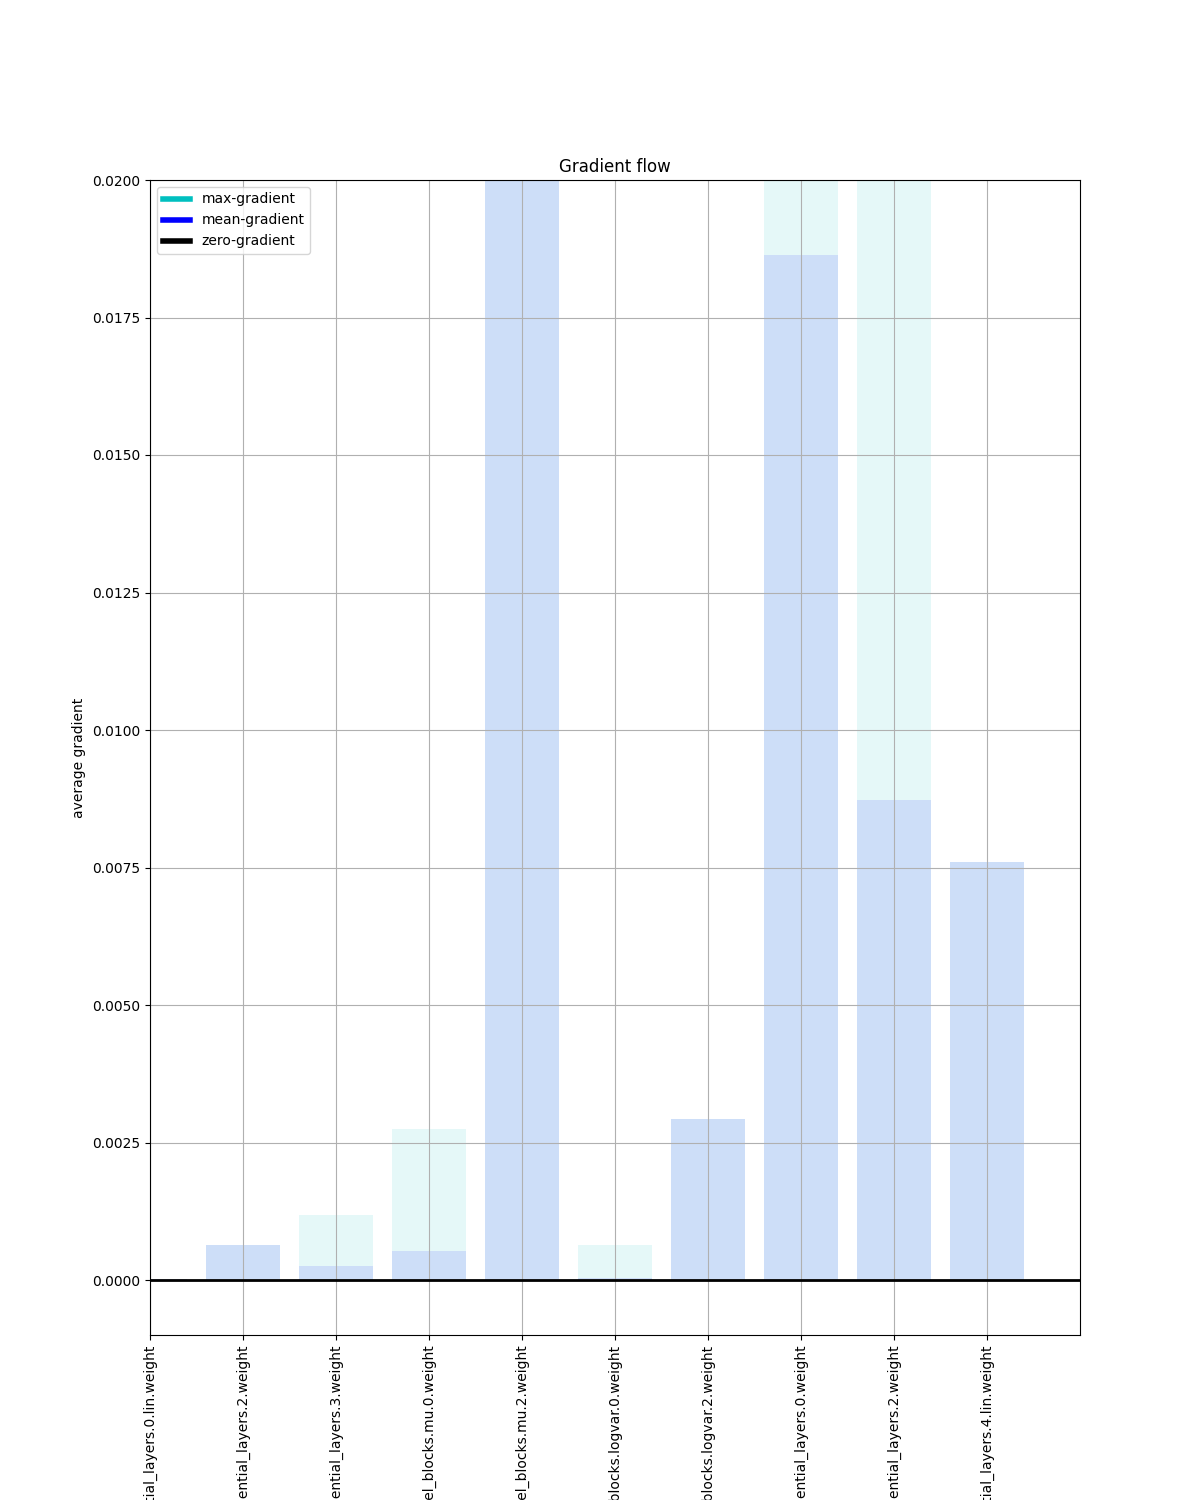 Gradient flow
max-gradient
mean-gradient
zero-gradient
0.0200
0.0175
0.0150
0.0125
0.0100
0.0075
0.0050
0.0025
0.0000
average gradient
tial_layers.0.lin.weight
ential_layers.2.weight
ential_layers.3.weight
el_blocks.mu.0.weight
el_blocks.mu.2.weight
blocks.logvar.0.weight
blocks.logvar.2.weight
ential_layers.0.weight
ential_layers.2.weight
tial_layers.4.lin.weight